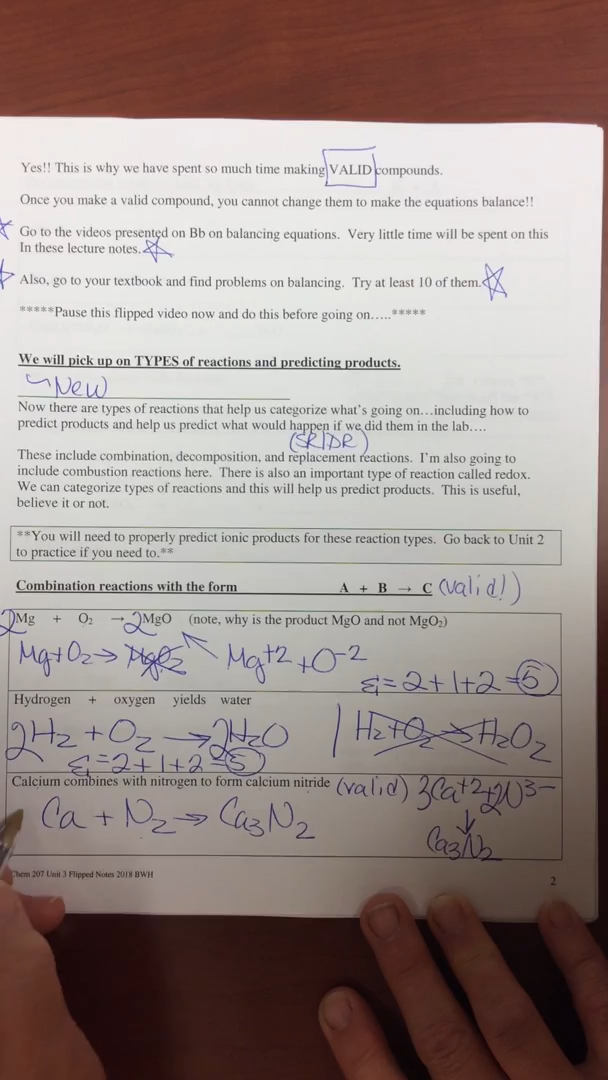 Yes!! This is why we have spent so much time making VALID compounds.
Once you make a valid compound, you cannot change them to make the equations balance!!
Go to the videos presented on Bb on balancing equations. Very little time will be spent on this
In these lecture notes.
Also, go to your textbook and find problems on balancing. Try at least 10 of them.
*****Pause this flipped video now and do this before going on…..*****
We will pick up on TYPES of reactions and predicting products.
New
Now there are types of reactions that help us categorize what's going on…including how to
predict products and help us predict what would happen if we did them in the lab….
(SR/DR)
These include combination, decomposition, and replacement reactions. I'm also going to
include combustion reactions here. There is also an important type of reaction called redox.
We can categorize types of reactions and this will help us predict products. This is useful,
believe it or not.
**You will need to properly predict ionic products for these reaction types. Go back to Unit 2
to practice if you need to.**
Combination reactions with the form A + B → C (valid!)
2Mg + O₂ → 2MgO (note, why is the product MgO and not MgO₂)
Mg + O₂ → MgO₂ Mg⁺² + O⁻²
Σ = 2 + 1 + 2 = 5
Hydrogen + oxygen yields water
2H₂ + O₂ → 2H₂O | H₂ + O₂ → H₂O₂
Σ = 2 + 1 + 2 = 5
Calcium combines with nitrogen to form calcium nitride (valid) 3Ca⁺² + 2N³⁻
Ca + N₂ → Ca₃N₂ ↓
Ca₃N₂
Chem 207 Unit 3 Flipped Notes 2018 BWH 2